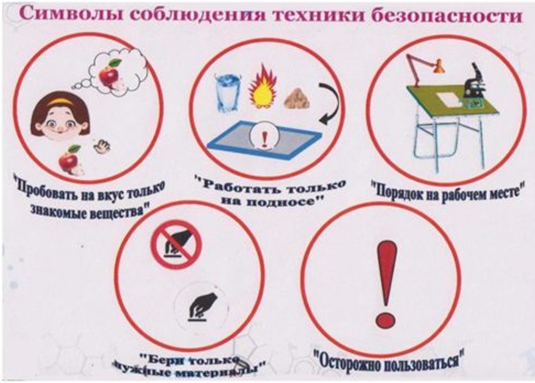 Символы соблюдения техники безопасности
"Пробовать на вкус только
знакомые вещества"
"Работать только
на подносе"
"Порядок на рабочем месте"
"Бери только
нужные материалы"
"Осторожно пользоваться"